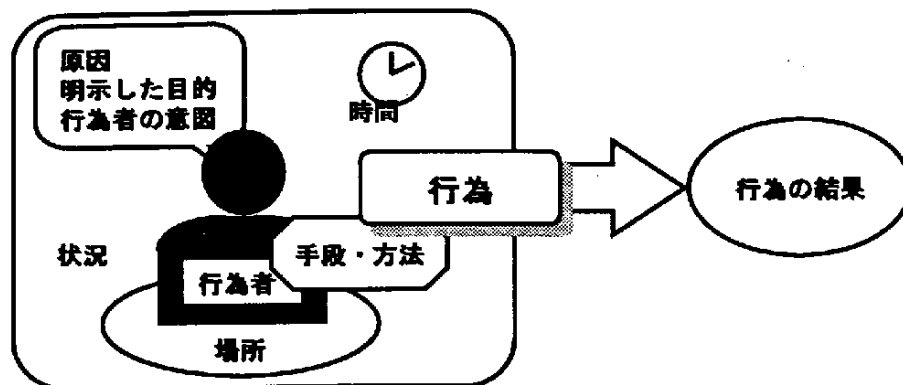 原因
明示した目的
行為者の意図
時間
行為
行為の結果
状況
手段・方法
行為者
場所